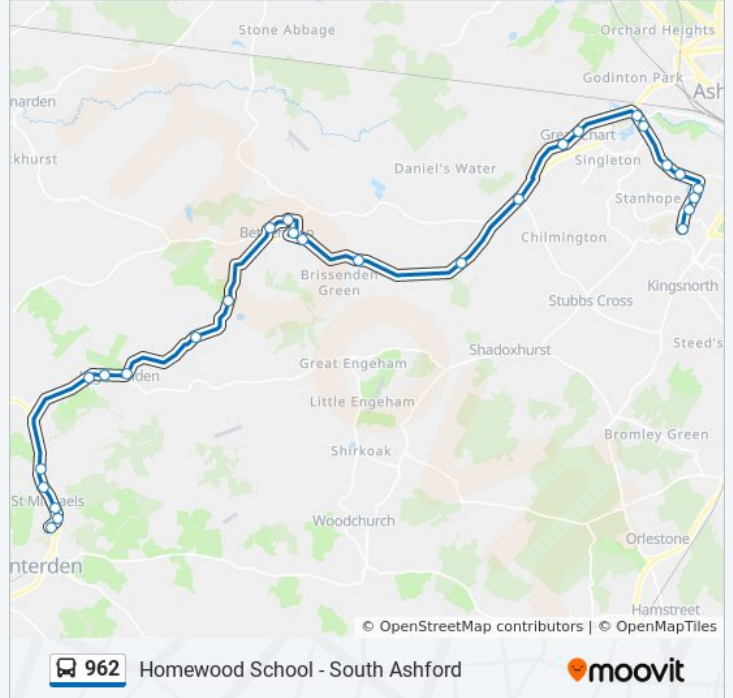 Stone Abbage
Orchard Heights
Godinton Park
Ash
marden
Great Chart
Singleton
ckhurst
Daniel's Water
Stanhope
Chilmington
Brissenden
Green
Kingsnorth
Stubbs Cross
Steed's
Shadoxhurst
Great Engeham
Little Engeham
Bromley Green
Shirkoak
St Michaels
Woodchurch
Orlestone
nterden
Hamstreet
© OpenStreetMap contributors | © OpenMapTiles
962 Homewood School - South Ashford
moovit